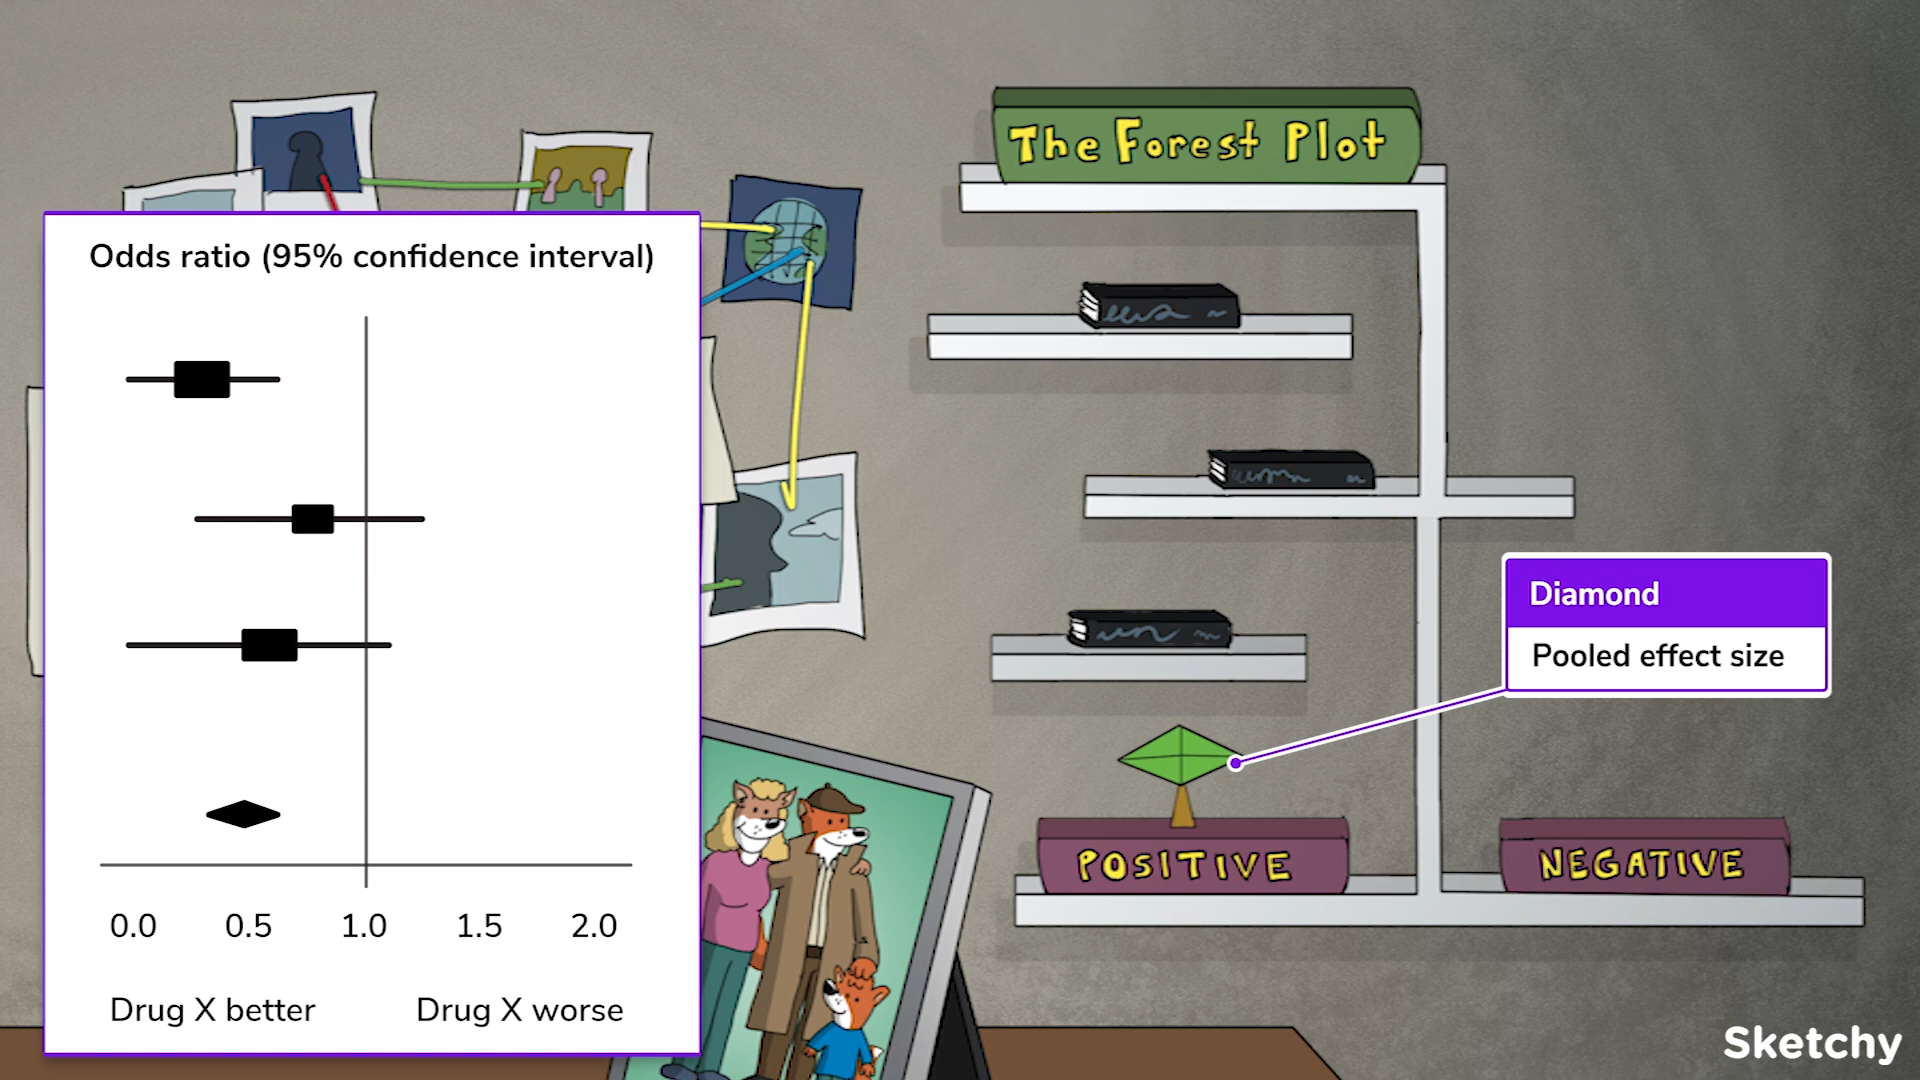 The Forest Plot
Odds ratio (95% confidence interval)
Diamond
Pooled effect size
POSITIVE
NEGATIVE
0.0 0.5 1.0 1.5 2.0
Drug X better Drug X worse
Sketchy